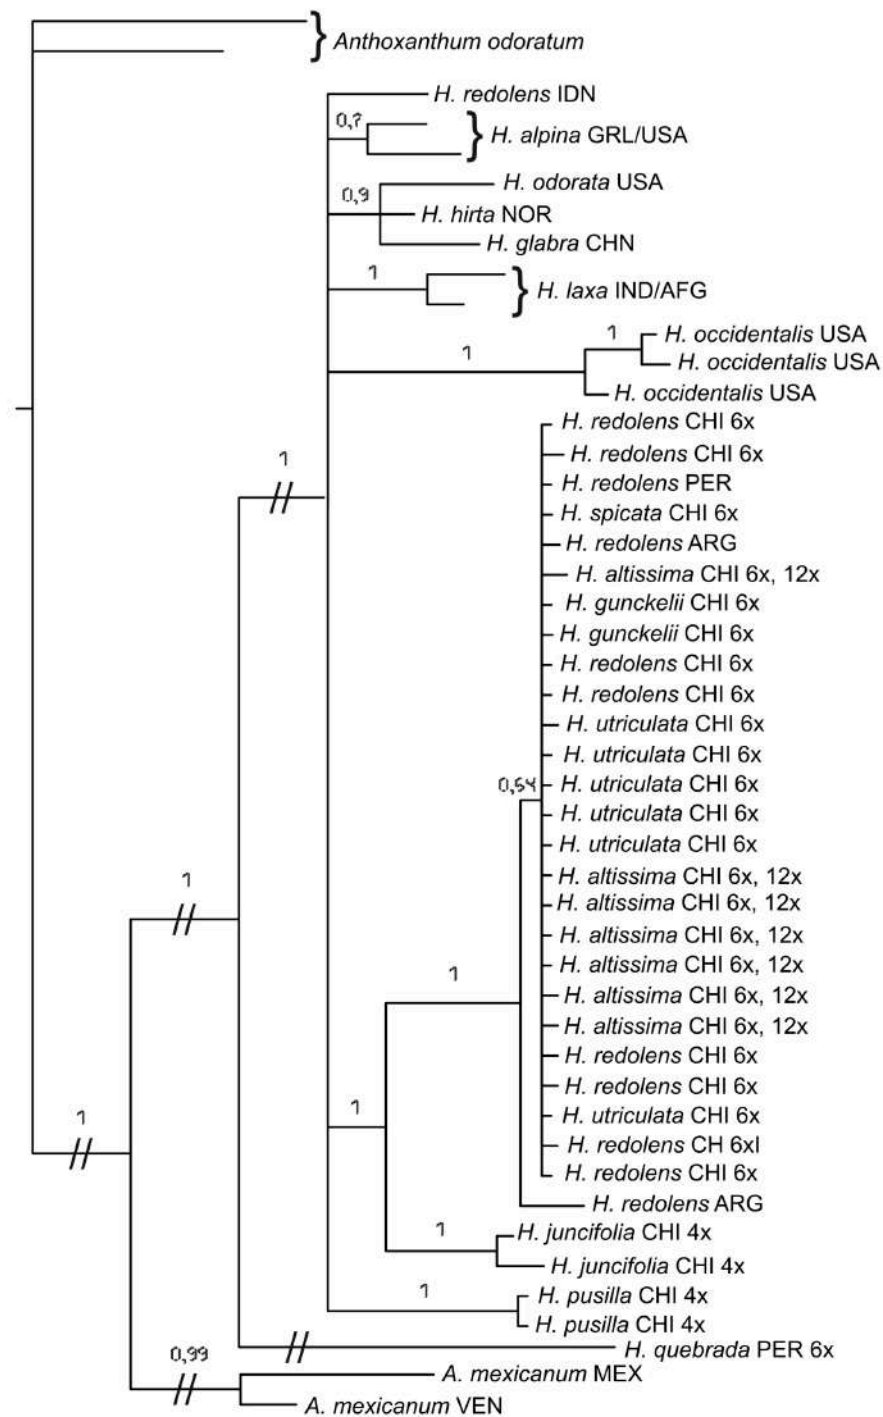 Anthoxanthum odoratum
H. redolens IDN
0,7
H. alpina GRL/USA
H. odorata USA
0,9
H. hirta NOR
H. glabra CHN
1
H. laxa IND/AFG
1
H. occidentalis USA
1
H. occidentalis USA
H. occidentalis USA
H. redolens CHI 6x
1
H. redolens CHI 6x
H. redolens PER
H. spicata CHI 6x
H. redolens ARG
H. altissima CHI 6x, 12x
H. gunckelii CHI 6x
H. gunckelii CHI 6x
H. redolens CHI 6x
H. redolens CHI 6x
H. utriculata CHI 6x
H. utriculata CHI 6x
0,54
H. utriculata CHI 6x
H. utriculata CHI 6x
H. utriculata CHI 6x
1
H. altissima CHI 6x, 12x
H. altissima CHI 6x, 12x
H. altissima CHI 6x, 12x
H. altissima CHI 6x, 12x
1
H. altissima CHI 6x, 12x
H. altissima CHI 6x, 12x
H. redolens CHI 6x
H. redolens CHI 6x
1
1
H. utriculata CHI 6x
H. redolens CH 6xI
H. redolens CHI 6x
H. redolens ARG
1
H. juncifolia CHI 4x
H. juncifolia CHI 4x
1
H. pusilla CHI 4x
H. pusilla CHI 4x
H. quebrada PER 6x
0,99
A. mexicanum MEX
A. mexicanum VEN